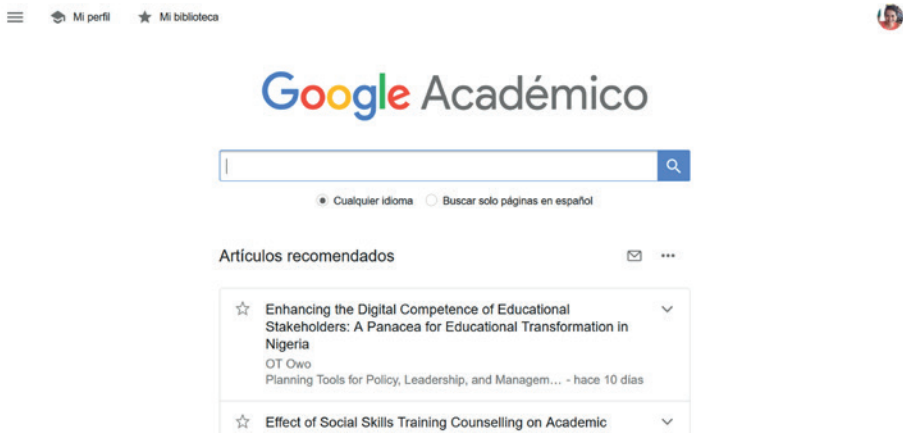 Mi perfil
Mi biblioteca
Google Académico
Cualquier idioma
Buscar solo páginas en español
Artículos recomendados
Enhancing the Digital Competence of Educational
Stakeholders: A Panacea for Educational Transformation in
Nigeria
OT Owo
Planning Tools for Policy, Leadership, and Managem... - hace 10 días
Effect of Social Skills Training Counselling on Academic